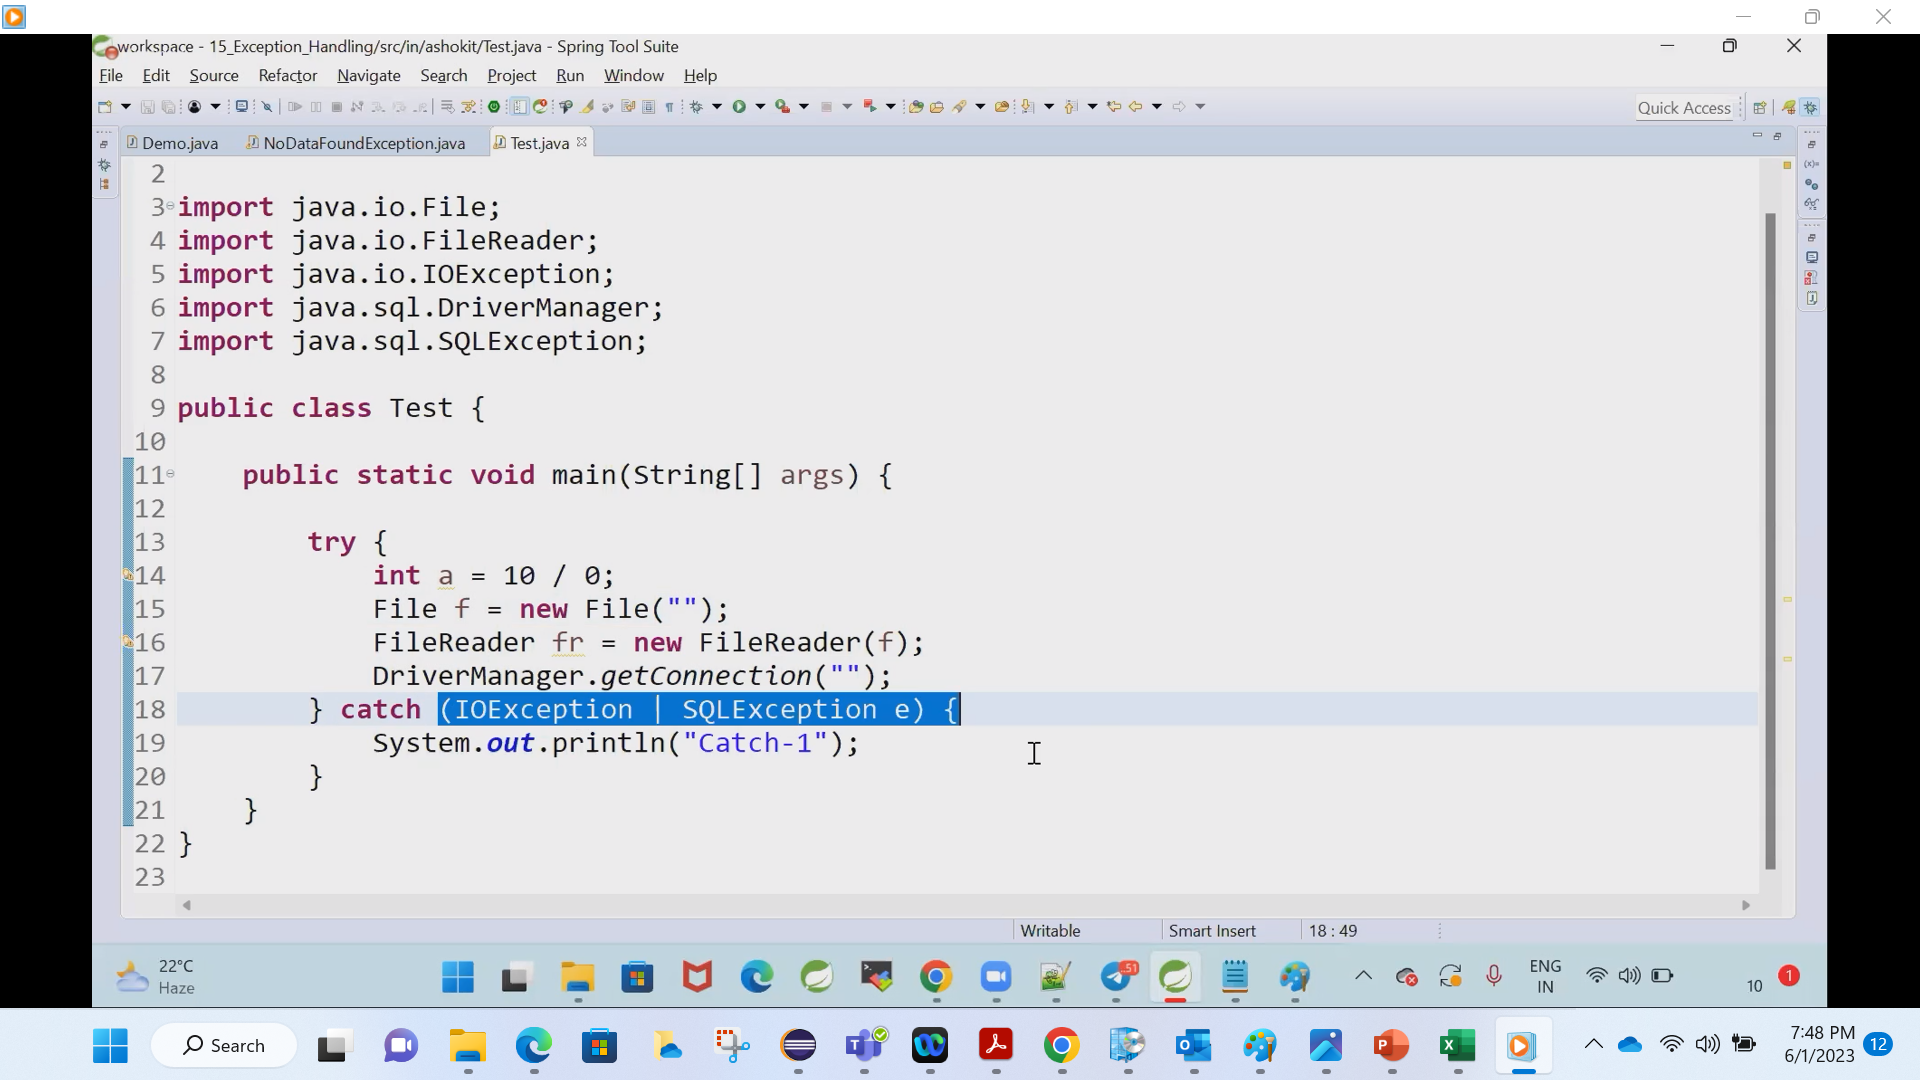 workspace - 15_Exception_Handling/src/in/ashokit/Test.java - Spring Tool Suite
File Edit Source Refactor Navigate Search Project Run Window Help
Quick Access
Demo.java NoDataFoundException.java Test.java
2
3 import java.io.File;
4 import java.io.FileReader;
5 import java.io.IOException;
6 import java.sql.DriverManager;
7 import java.sql.SQLException;
8
9 public class Test {
10
11 public static void main(String[] args) {
12
13 try {
14 int a = 10 / 0;
15 File f = new File("");
16 FileReader fr = new FileReader(f);
17 DriverManager.getConnection("");
18 } catch (IOException | SQLException e) {
19 System.out.println("Catch-1");
20 }
21 }
22 }
23
Writable Smart Insert 18 : 49
22°C
Haze
51
ENG
IN
10 1
Search
7:48 PM
6/1/2023
12